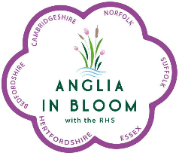 CAMBRIDGESHIRE
NORFOLK
BEDFORDSHIRE
SUFFOLK
ANGLIA
IN BLOOM
with the RHS
HERTFORDSHIRE
ESSEX